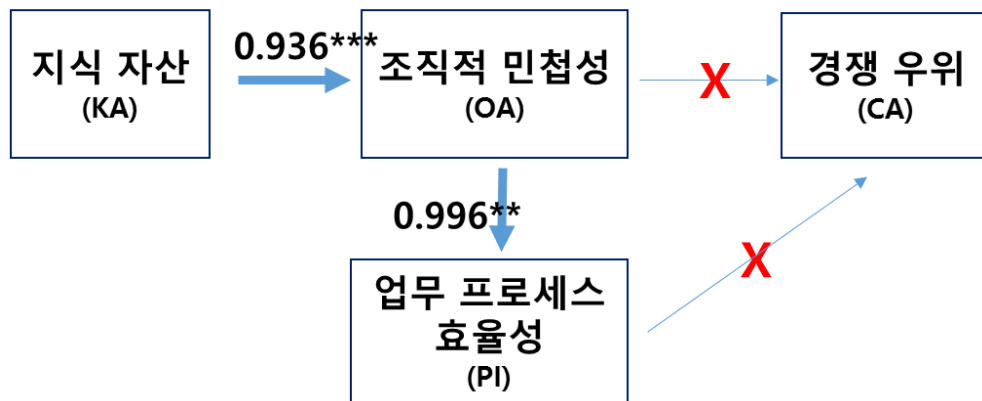 지식 자산
(KA)
0.936***
조직적 민첩성
(OA)
X
경쟁 우위
(CA)
0.996**
X
업무 프로세스
효율성
(PI)